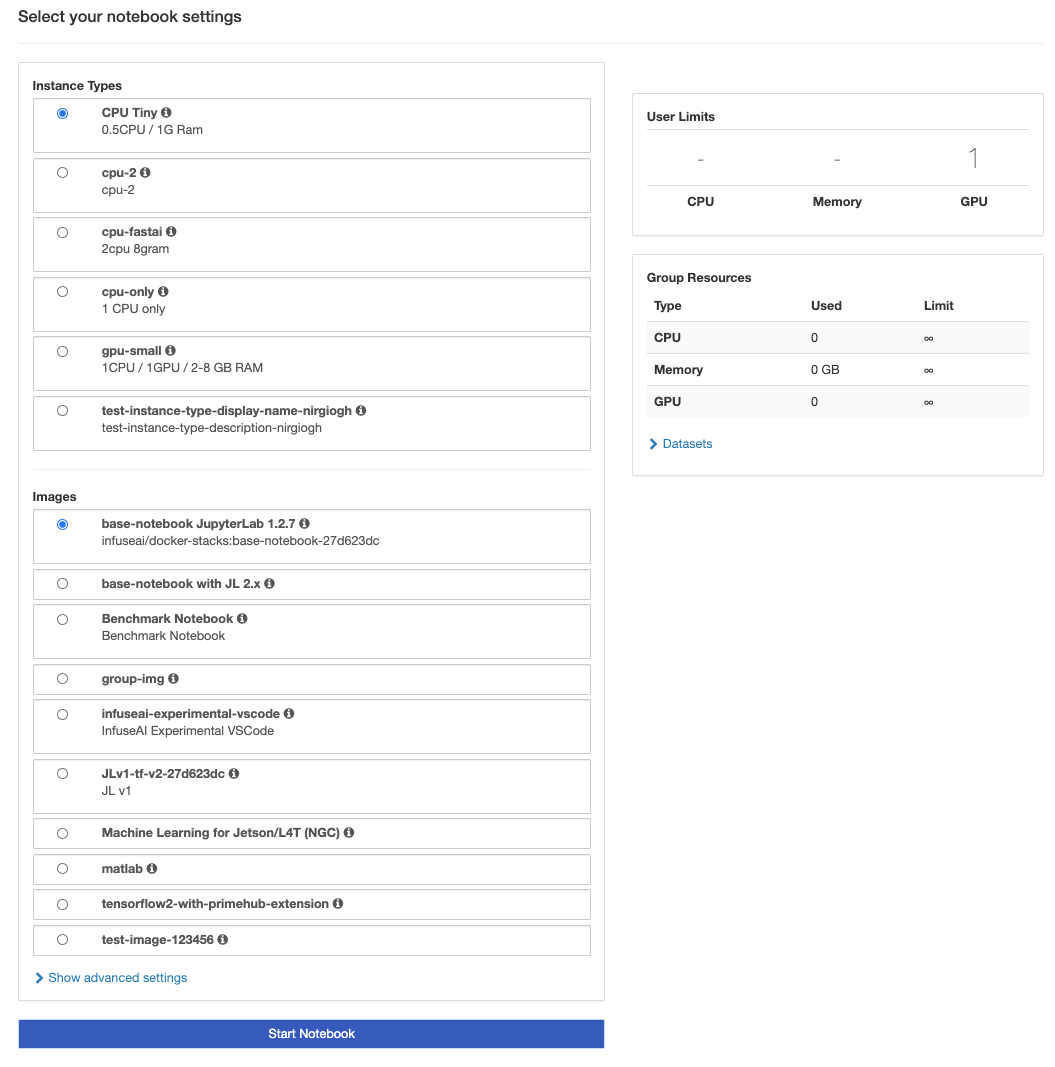 Select your notebook settings
Instance Types
CPU Tiny
0.5CPU / 1G Ram
cpu-2
cpu-2
cpu-fastai
2cpu 8gram
cpu-only
1 CPU only
gpu-small
1CPU / 1GPU / 2-8 GB RAM
test-instance-type-display-name-nirgiogh
test-instance-type-description-nirgiogh
Images
base-notebook JupyterLab 1.2.7
infuseai/docker-stacks:base-notebook-27d623dc
base-notebook with JL 2.x
Benchmark Notebook
Benchmark Notebook
group-img
infuseai-experimental-vscode
InfuseAI Experimental VSCode
JLv1-tf-v2-27d623dc
JL v1
Machine Learning for Jetson/L4T (NGC)
matlab
tensorflow2-with-primehub-extension
test-image-123456
Show advanced settings
Start Notebook
User Limits
- - 1
CPU Memory GPU
Group Resources
Type Used Limit
CPU 0 ∞
Memory 0 GB ∞
GPU 0 ∞
Datasets